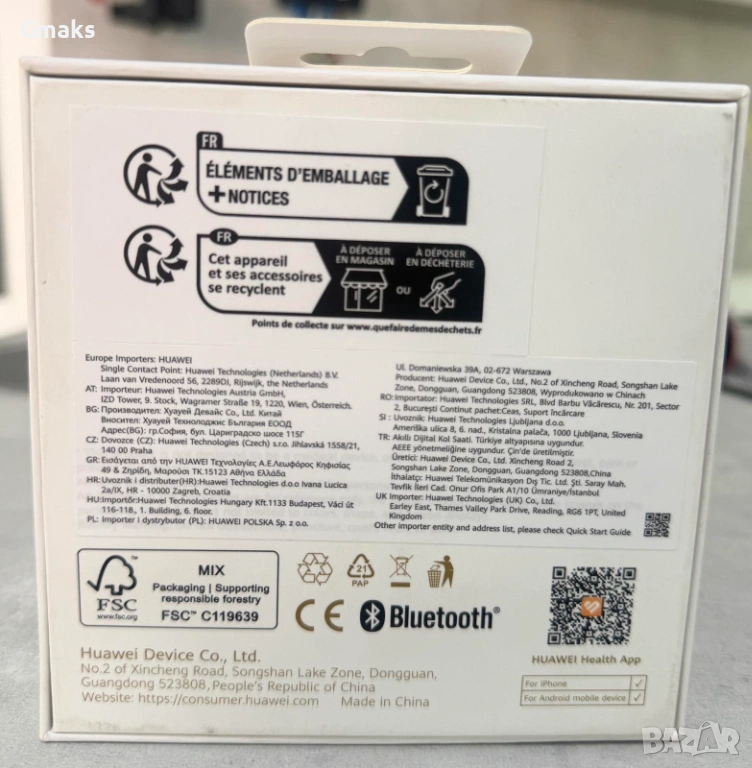 Cmaks
FR
ÉLÉMENTS D'EMBALLAGE
+ NOTICES
FR
Cet appareil
et ses accessoires
se recyclent
À DÉPOSER
EN MAGASIN
OU
À DÉPOSER
EN DÉCHÈTERIE
Points de collecte sur www.quefairedemesdechets.fr
Europe Importers: HUAWEI
Single Contact Point: Huawei Technologies (Netherlands) B.V.
Laan van Vredenoord 56, 2289DJ, Rijswijk, the Netherlands
AT: Importeur: Huawei Technologies Austria GmbH,
IZD Tower, 9. Stock, Wagramer Straße 19, 1220, Wien, Österreich.
BG: Производител: Хуауей Девайс Со., Ltd. Китай
Вносител: Хуауей Технолоджис България ЕООД
Адрес(BG): гр.София, бул. Цариградско шосе 115Г
CZ: Dovozce (CZ): Huawei Technologies (Czech) s.r.o. Jihlavská 1558/21,
140 00 Praha
GR: Εισάγεται από την HUAWEI Τεχνολογίες Α.Ε.Λεωφόρος Κηφισίας
49 & Ζηρίδη, Μαρούσι ΤΚ.15123 Αθήνα Ελλάδα
HR: Uvoznik i distributer(HR):Huawei Technologies d.o.o Ivana Lucica
2a/IX, HR - 10000 Zagreb, Croatia
HU:Importőr:Huawei Technologies Hungary Kft.1133 Budapest, Váci út
116-118., 1. Building, 6. floor.
PL: Importer i dystrybutor (PL): HUAWEI POLSKA Sp. z o.o.
Ul. Domaniewska 39A, 02-672 Warszawa
Producent: Huawei Device Co., Ltd., No.2 of Xincheng Road, Songshan Lake
Zone, Dongguan, Guangdong 523808, Wyprodukowano w Chinach
RO:Importator: Huawei Technologies SRL, Blvd Barbu Văcărescu, Nr. 201, Sector
2, București Continut pachet:Ceas, Suport încărcare
SI : Uvoznik: Huawei Technologies Ljubljana d.o.o.
Ameriška ulica 8, 6. nad., Kristalna palača, 1000 Ljubljana, Slovenia
TR: Akıllı Dijital Kol Saati. Türkiye altyapısına uygundur.
AEEE yönetmeliğine uygundur. Çin'de üretilmiştir.
Üretici: Huawei Device Co., Ltd. Xincheng Road 2,
Songshan Lake Zone, Dongguang, Guangdong 523808,China
İthalatçı: Huawei Telekomünikasyon Dış Tic. Ltd. Şti. Saray Mah.
Tevfik İleri Cad. Onur Ofis Park A1/10 Ümraniye/İstanbul
UK Importer: Huawei Technologies (UK) Co., Ltd.
Earley East, Thames Valley Park Drive, Reading, RG6 1PT, United
Kingdom
Other importer entity and address list, please check Quick Start Guide
FSC
www.fsc.org
MIX
Packaging | Supporting
responsible forestry
FSC™ C119639
21
PAP
CE
Bluetooth®
HUAWEI Health App
For iPhone ✓
For Android mobile device ✓
Huawei Device Co., Ltd.
No.2 of Xincheng Road, Songshan Lake Zone, Dongguan,
Guangdong 523808, People's Republic of China
Website: https://consumer.huawei.com Made in China
BAZAR